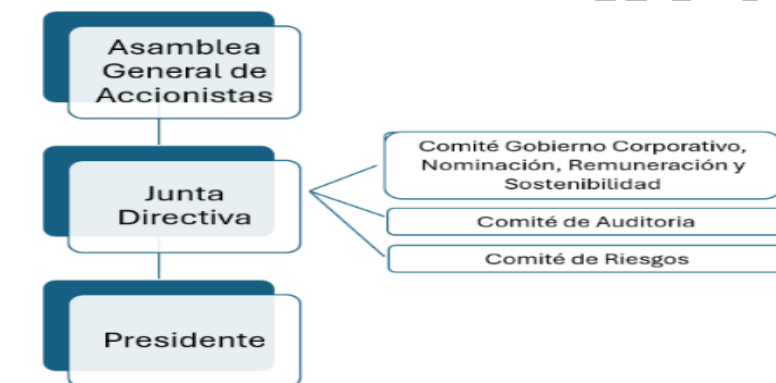 Asamblea
General de
Accionistas
Junta
Directiva
Comité Gobierno Corporativo,
Nominación, Remuneración y
Sostenibilidad
Comité de Auditoria
Comité de Riesgos
Presidente